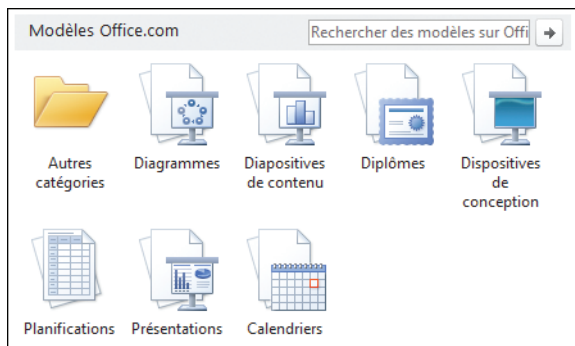 Modèles Office.com
Rechercher des modèles sur Offi
Autres
catégories
Diagrammes
Diapositives
de contenu
Diplômes
Dispositives
de
conception
Planifications
Présentations
Calendriers